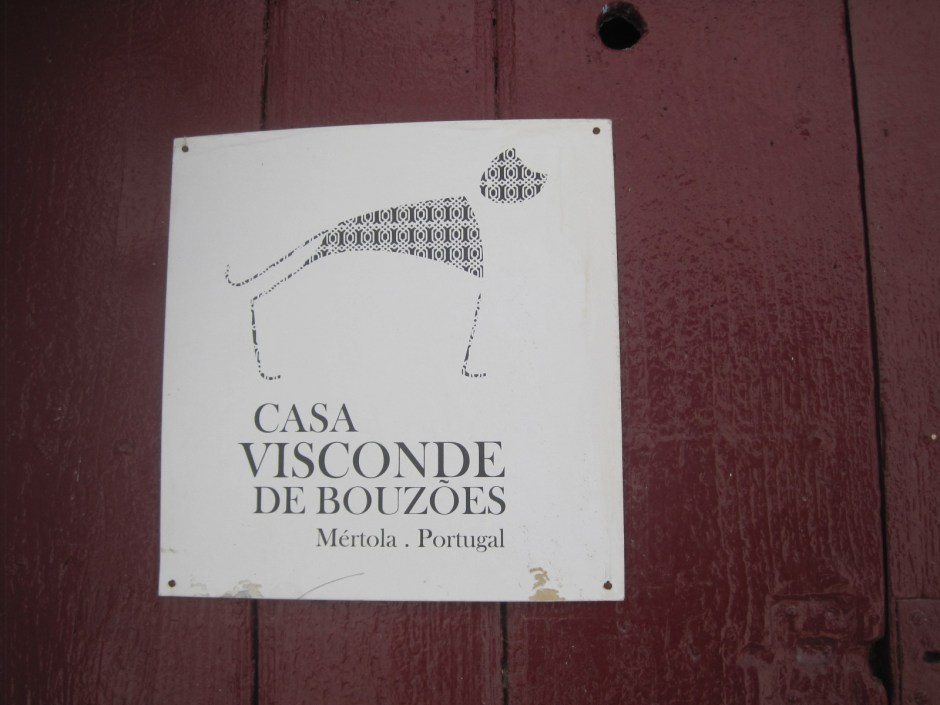 CASA
VISCONDE
DE BOUZÕES
Mértola . Portugal